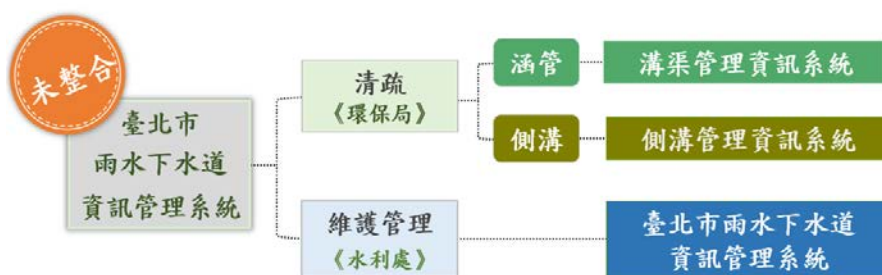 未整合
臺北市
雨水下水道
資訊管理系統
清疏
《環保局》
涵管
溝渠管理資訊系統
側溝
側溝管理資訊系統
維護管理
《水利處》
臺北市雨水下水道
資訊管理系統